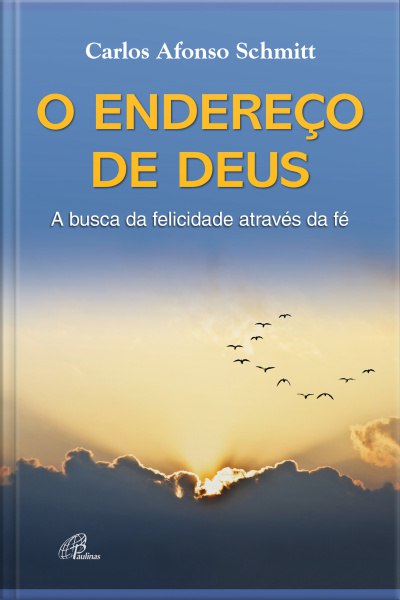 Carlos Afonso Schmitt
O ENDEREÇO
DE DEUS
A busca da felicidade através da fé
Paulinas